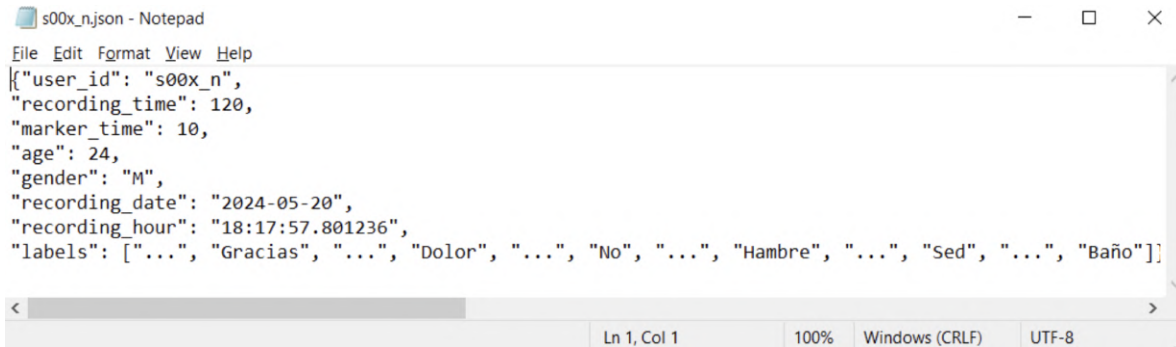 s00x_n.json - Notepad
File Edit Format View Help
{"user_id": "s00x_n",
"recording_time": 120,
"marker_time": 10,
"age": 24,
"gender": "M",
"recording_date": "2024-05-20",
"recording_hour": "18:17:57.801236",
"labels": ["...", "Gracias", "...", "Dolor", "...", "No", "...", "Hambre", "...", "Sed", "...", "Baño"]}
Ln 1, Col 1 100% Windows (CRLF) UTF-8